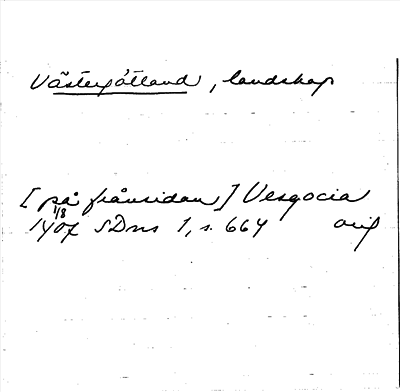 Västergötland, landskap
[på frånsidan] Vesgocia
1/8
1407 SDns 1, s. 664 orig